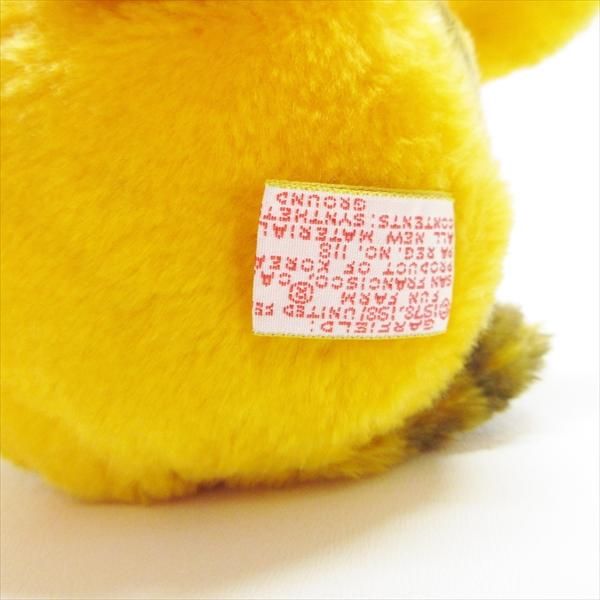 GARFIELD:
©1978, 1981 UNITED FE
FUN FARM ®
SAN FRANCISCO, CA
PRODUCT OF KOREA
PA REG. NO. 118
ALL NEW MATERIAL
CONTENTS: SYNTHET
GROUND